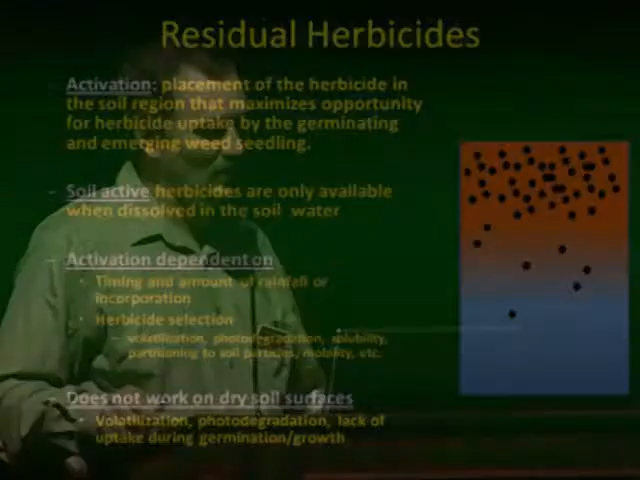 Residual Herbicides
- Activation: placement of the herbicide in
the soil region that maximizes opportunity
for herbicide uptake by the germinating
and emerging weed seedling.
- Soil active herbicides are only available
when dissolved in the soil water
- Activation dependent on
• Timing and amount of rainfall or
incorporation
• Herbicide selection
– volatilization, photodegradation, solubility,
partitioning to soil particles, mobility, etc.
Does not work on dry soil surfaces
• Volatilization, photodegradation, lack of
uptake during germination/growth